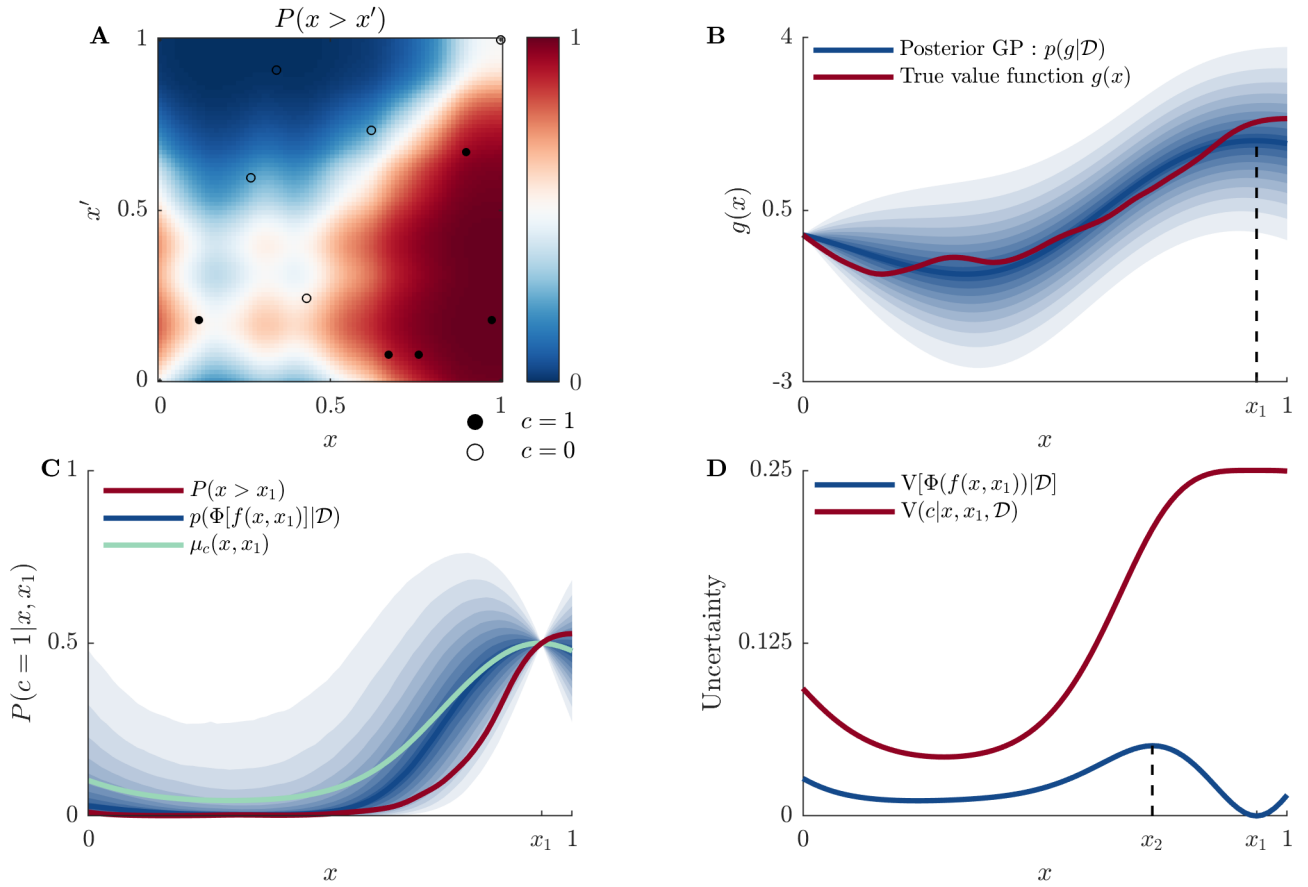 A
P(x > x′)
1
0.5
0
x′
0
0.5
1
x
1
0
c = 1
c = 0
B
4
0.5
-3
g(x)
Posterior GP : p(g|𝒟)
True value function g(x)
0
x₁
1
x
C
1
0.5
0
P(c = 1|x, x₁)
P(x > x₁)
p(Φ[f(x, x₁)]|𝒟)
μ_c(x, x₁)
0
x₁
1
x
D
0.25
0.125
0
Uncertainty
V[Φ(f(x, x₁))|𝒟]
V(c|x, x₁, 𝒟)
0
x₂
x₁
1
x